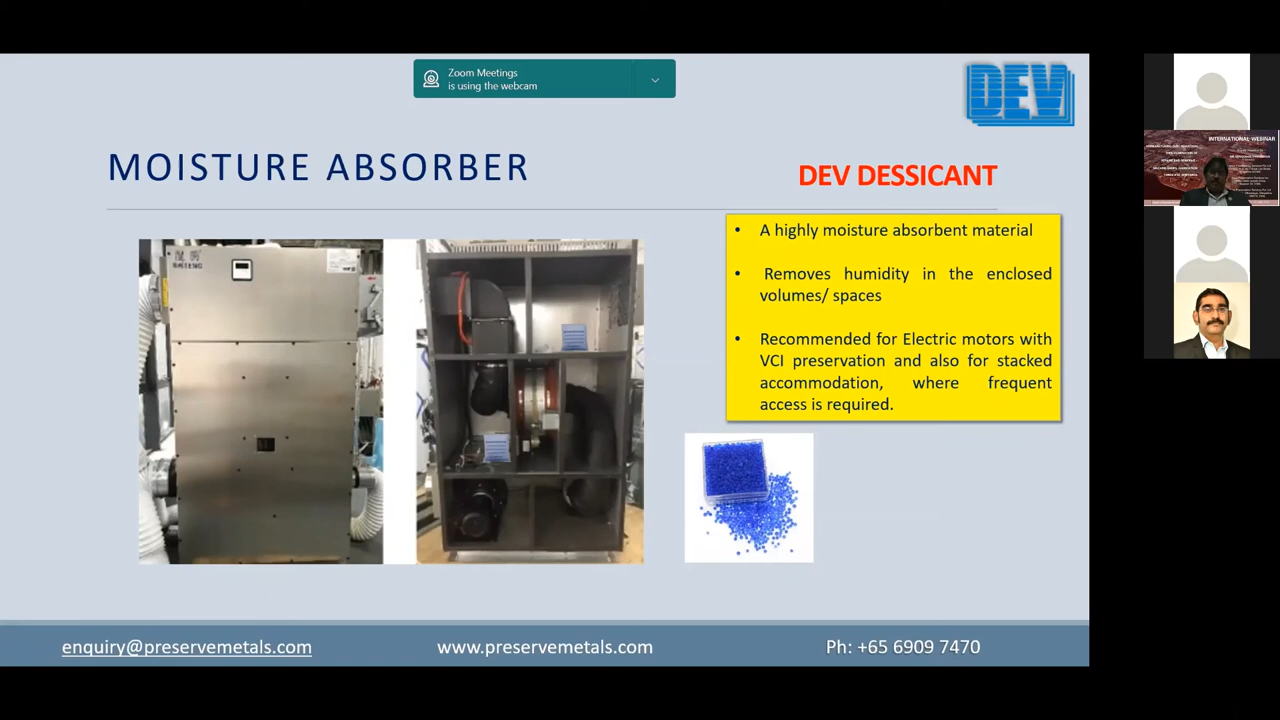 Zoom Meetings
is using the webcam
DEV
MOISTURE ABSORBER
DEV DESSICANT
• A highly moisture absorbent material
• Removes humidity in the enclosed
volumes/ spaces
• Recommended for Electric motors with
VCI preservation and also for stacked
accommodation, where frequent
access is required.
INTERNATIONAL WEBINAR
enquiry@preservemetals.com
www.preservemetals.com
Ph: +65 6909 7470